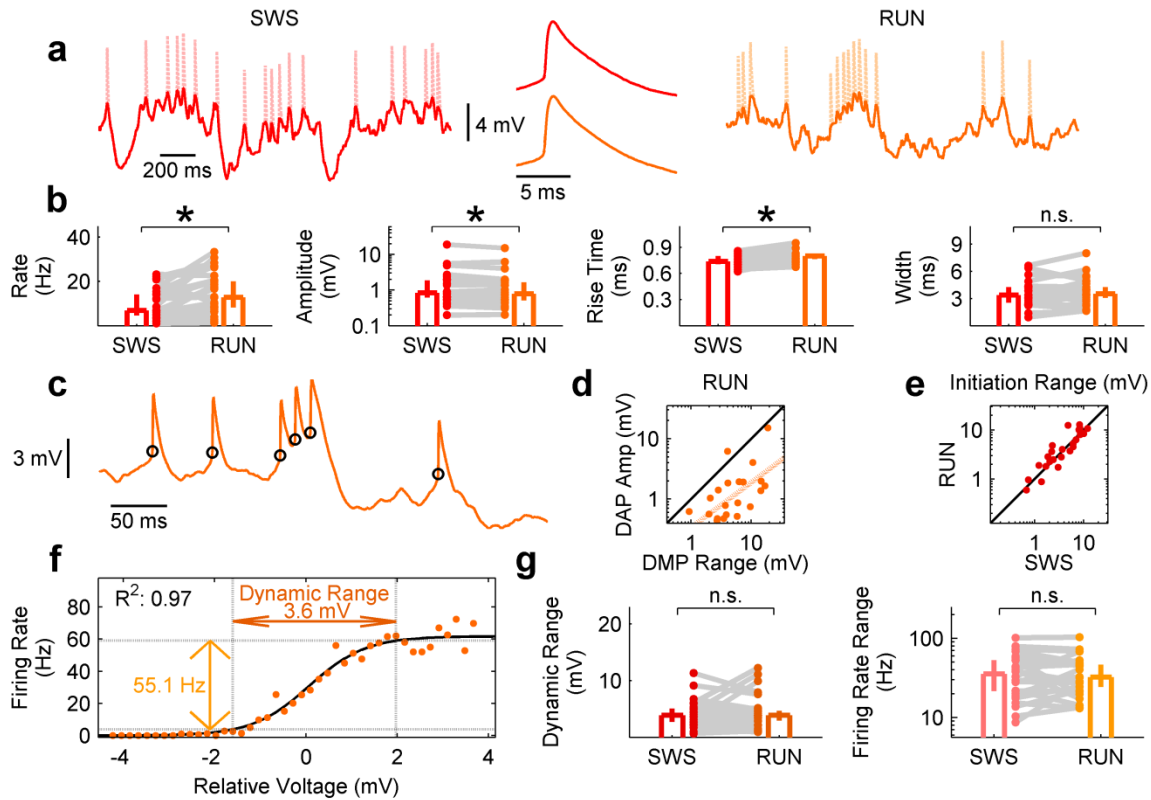 SWS
RUN
a
4 mV
200 ms
5 ms
b
*
*
*
n.s.
Rate
(Hz)
40
20
SWS
RUN
Amplitude
(mV)
10
1
0.1
SWS
RUN
Rise Time
(ms)
0.9
0.6
0.3
SWS
RUN
Width
(ms)
9
6
3
SWS
RUN
c
3 mV
50 ms
d
RUN
DAP Amp (mV)
10
1
1
10
DMP Range (mV)
e
Initiation Range (mV)
RUN
10
1
1
10
SWS
f
R²: 0.97
Dynamic Range
3.6 mV
55.1 Hz
Firing Rate
(Hz)
80
60
40
20
0
-4
-2
0
2
4
Relative Voltage (mV)
g
n.s.
Dynamic Range
(mV)
20
10
SWS
RUN
n.s.
Firing Rate Range
(Hz)
100
10
SWS
RUN